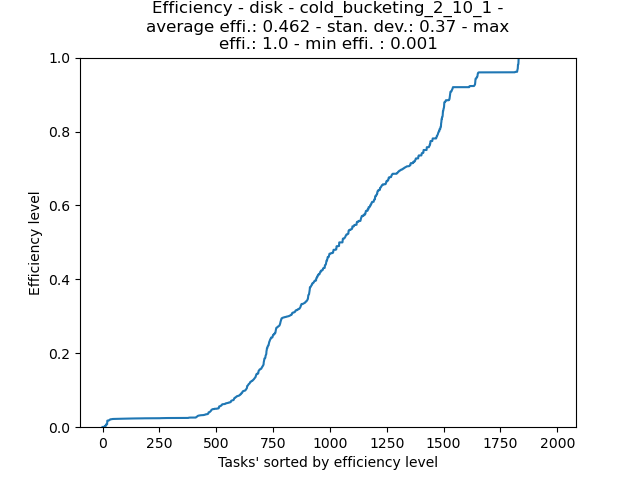 Efficiency - disk - cold_bucketing_2_10_1 -
average effi.: 0.462 - stan. dev.: 0.37 - max
effi.: 1.0 - min effi. : 0.001
1.0
0.8
0.6
0.4
0.2
0.0
Efficiency level
0 250 500 750 1000 1250 1500 1750 2000
Tasks' sorted by efficiency level